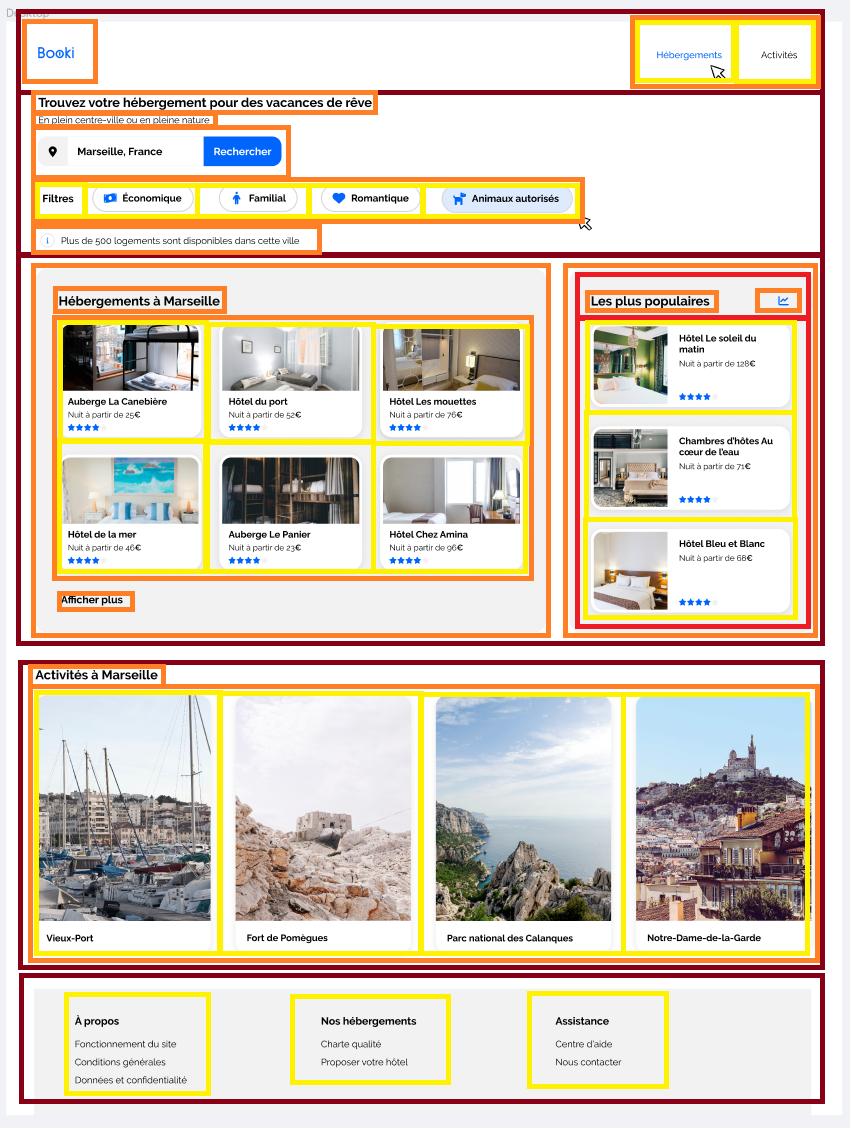 Desktop
Booki
Hébergements
Activités
Trouvez votre hébergement pour des vacances de rêve
En plein centre-ville ou en pleine nature
Marseille, France
Rechercher
Filtres
Économique
Familial
Romantique
Animaux autorisés
Plus de 500 logements sont disponibles dans cette ville
Hébergements à Marseille
Auberge La Canebière
Nuit à partir de 25€
Hôtel du port
Nuit à partir de 52€
Hôtel Les mouettes
Nuit à partir de 76€
Hôtel de la mer
Nuit à partir de 46€
Auberge Le Panier
Nuit à partir de 23€
Hôtel Chez Amina
Nuit à partir de 96€
Afficher plus
Les plus populaires
Hôtel Le soleil du
matin
Nuit à partir de 128€
Chambres d'hôtes Au
cœur de l'eau
Nuit à partir de 71€
Hôtel Bleu et Blanc
Nuit à partir de 68€
Activités à Marseille
Vieux-Port
Fort de Pomègues
Parc national des Calanques
Notre-Dame-de-la-Garde
À propos
Fonctionnement du site
Conditions générales
Données et confidentialité
Nos hébergements
Charte qualité
Proposer votre hôtel
Assistance
Centre d'aide
Nous contacter